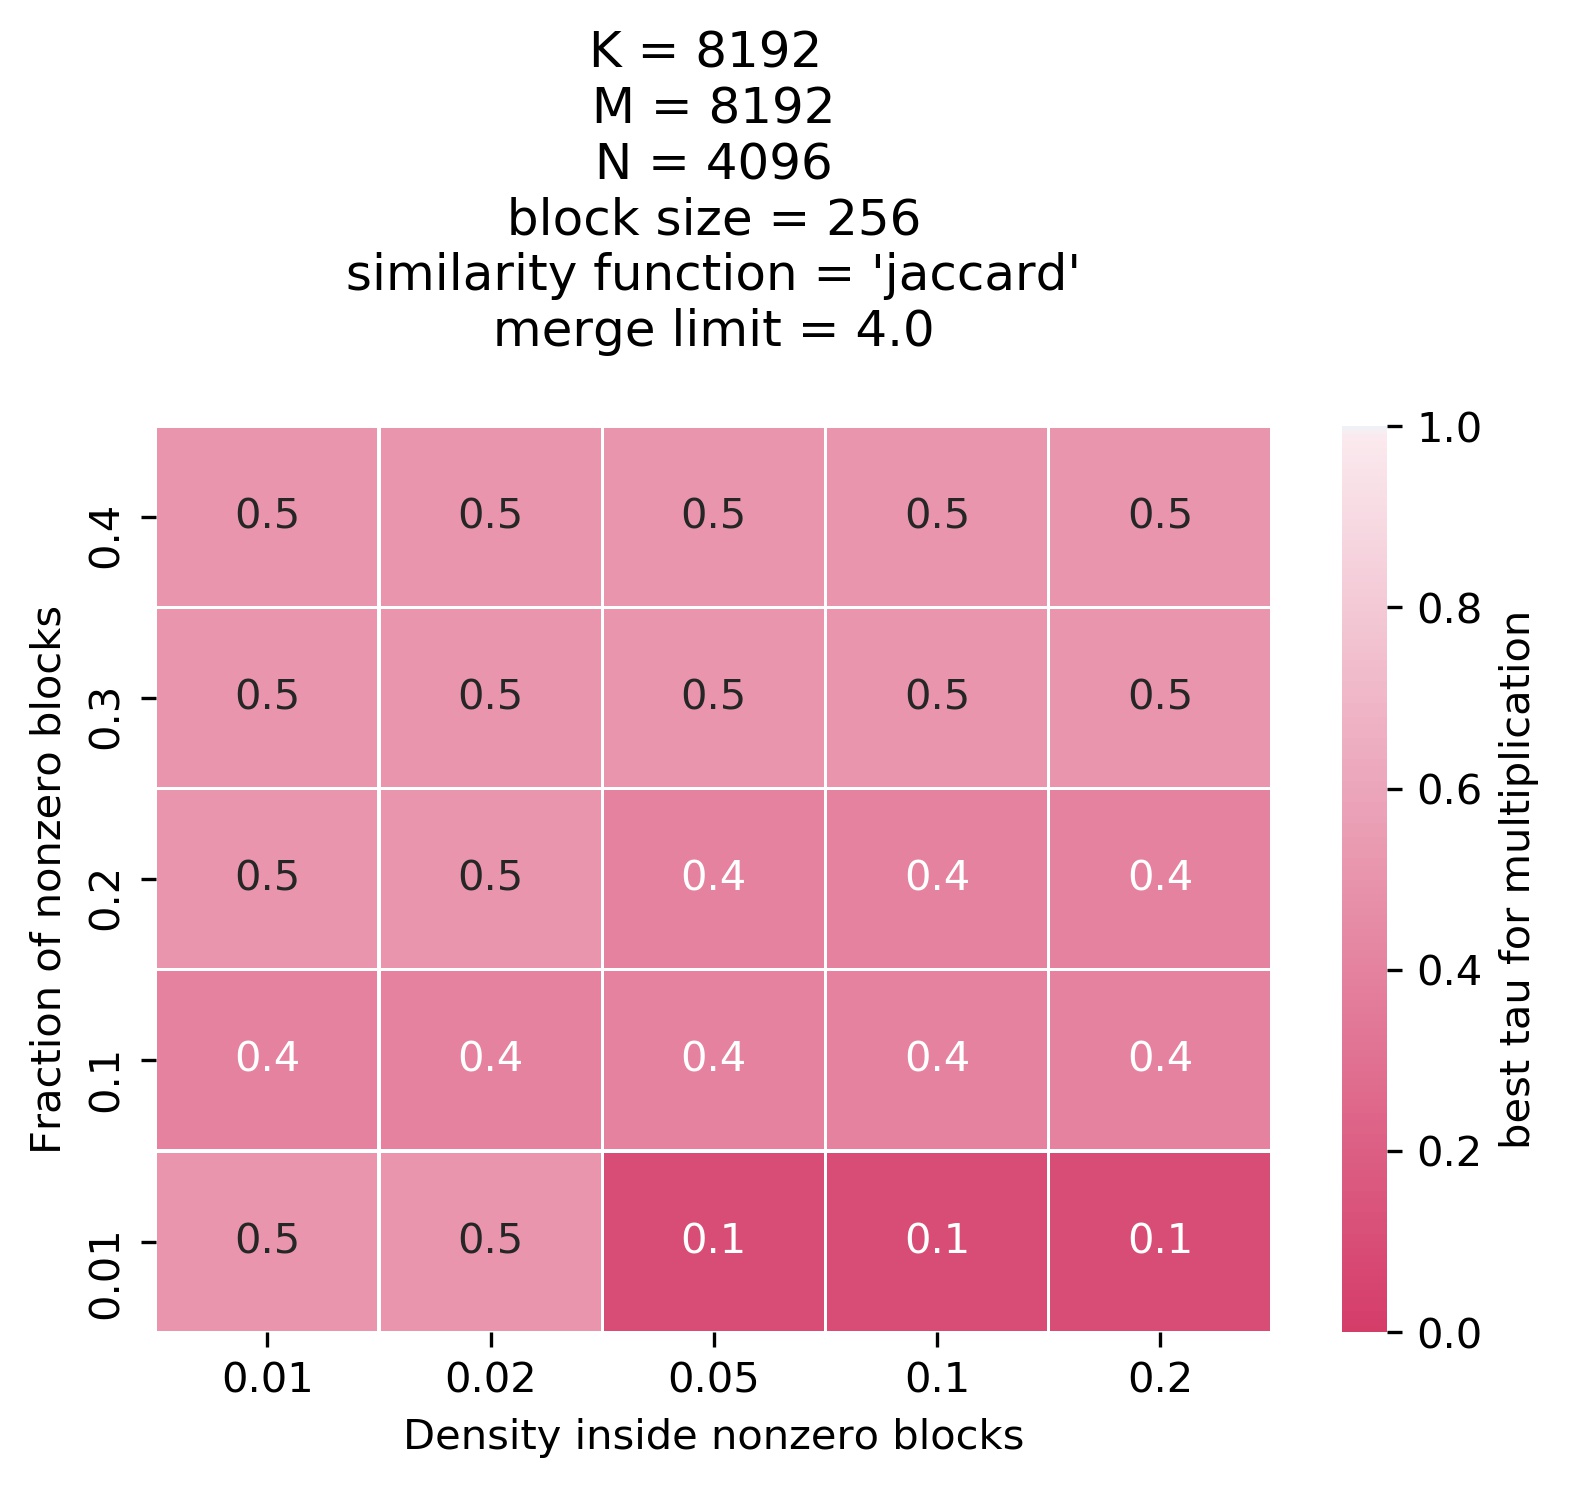 K = 8192
M = 8192
N = 4096
block size = 256
similarity function = 'jaccard'
merge limit = 4.0
Fraction of nonzero blocks
0.4 0.5 0.5 0.5 0.5 0.5
0.3 0.5 0.5 0.5 0.5 0.5
0.2 0.5 0.5 0.4 0.4 0.4
0.1 0.4 0.4 0.4 0.4 0.4
0.01 0.5 0.5 0.1 0.1 0.1
0.01 0.02 0.05 0.1 0.2
Density inside nonzero blocks
1.0
0.8
0.6
0.4
0.2
0.0
best tau for multiplication